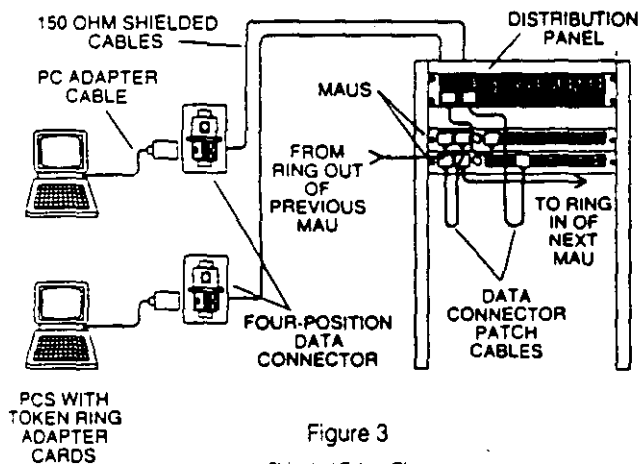 150 OHM SHIELDED
CABLES
PC ADAPTER
CABLE
DISTRIBUTION
PANEL
MAUS
FROM
RING OUT
OF
PREVIOUS
MAU
TO RING
IN OF
NEXT
MAU
FOUR-POSITION
DATA
CONNECTOR
DATA
CONNECTOR
PATCH
CABLES
PCS WITH
TOKEN RING
ADAPTER
CARDS
Figure 3